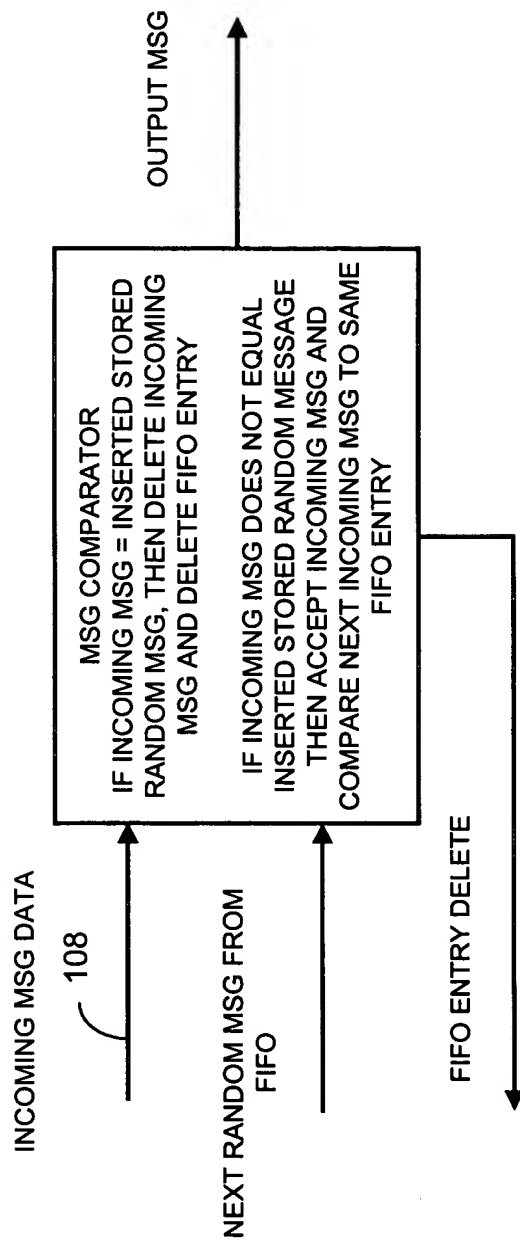 INCOMING MSG DATA
108
NEXT RANDOM MSG FROM
FIFO
MSG COMPARATOR
IF INCOMING MSG = INSERTED STORED
RANDOM MSG, THEN DELETE INCOMING
MSG AND DELETE FIFO ENTRY
IF INCOMING MSG DOES NOT EQUAL
INSERTED STORED RANDOM MESSAGE
THEN ACCEPT INCOMING MSG AND
COMPARE NEXT INCOMING MSG TO SAME
FIFO ENTRY
OUTPUT MSG
FIFO ENTRY DELETE